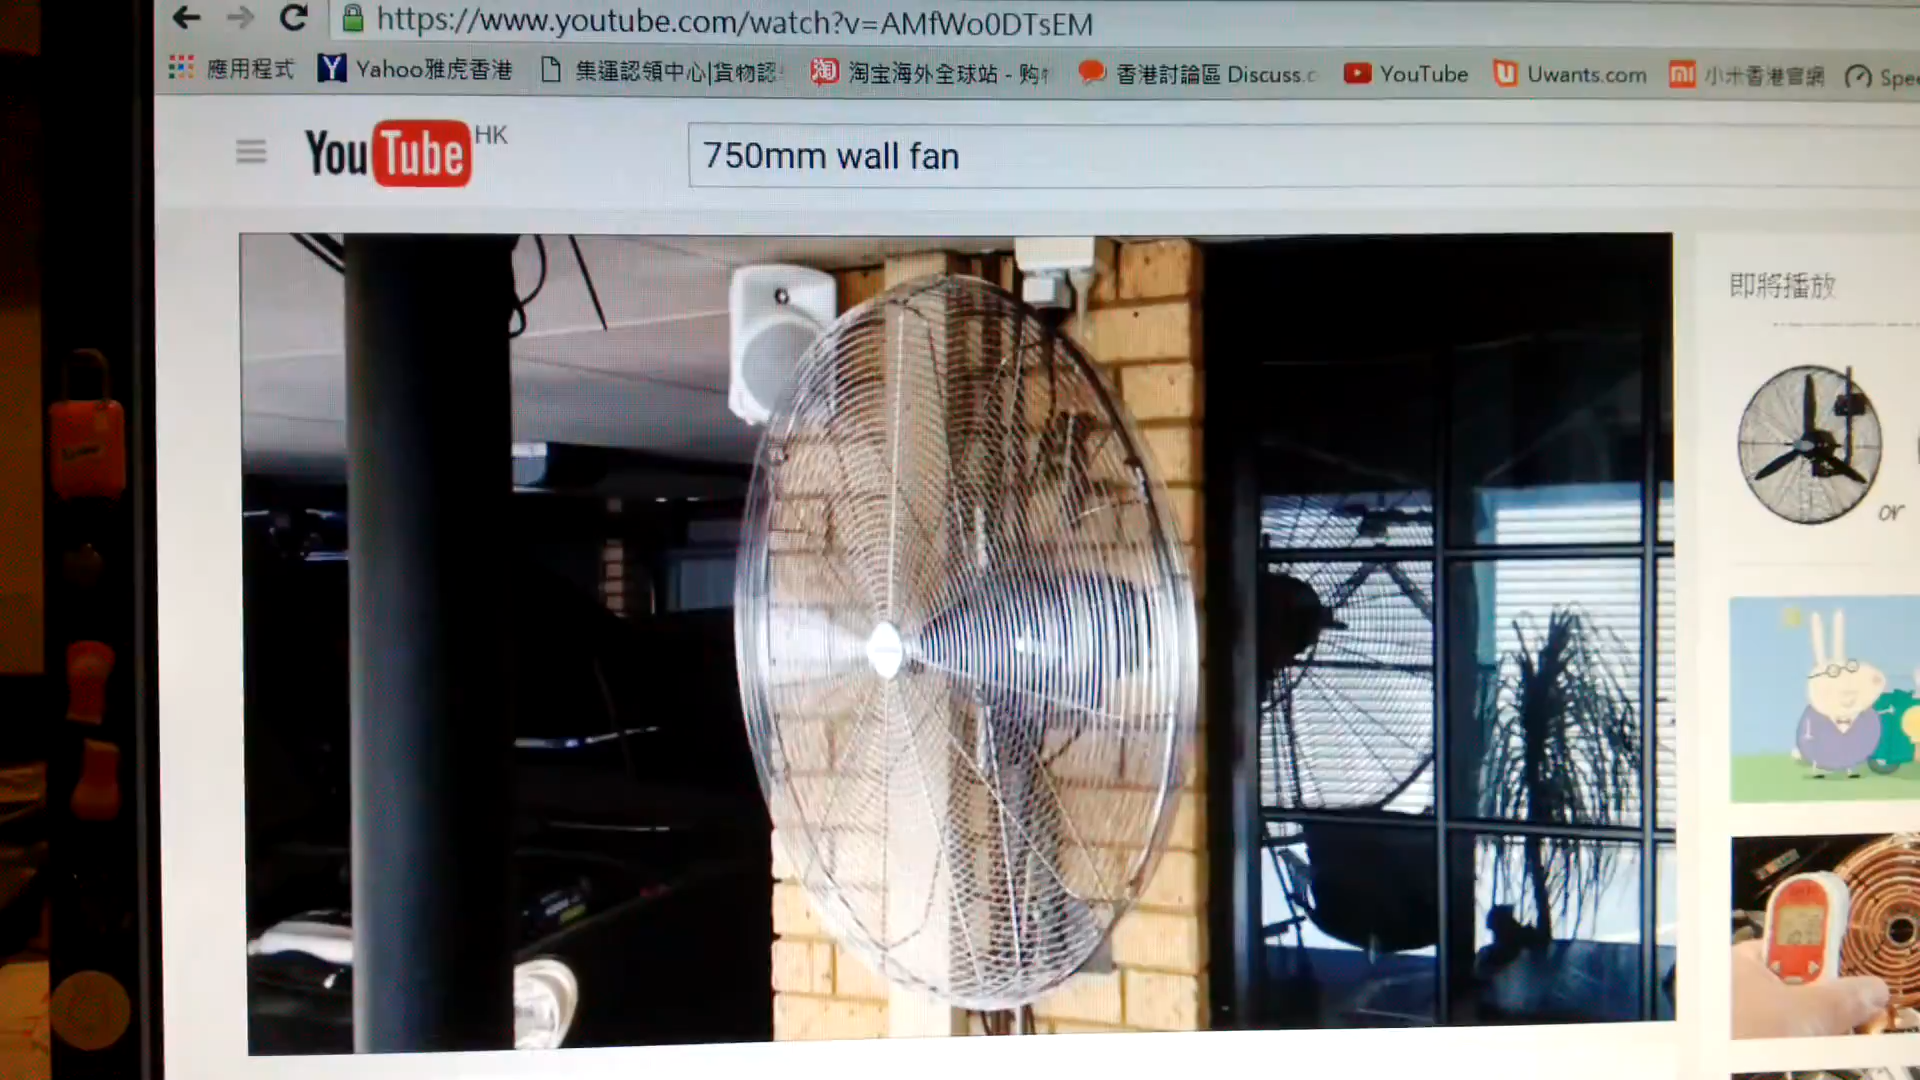 https://www.youtube.com/watch?v=AMfWo0DTsEM
應用程式 Yahoo雅虎香港 集運認領中心|貨物認 淘宝海外全球站 - 购 香港討論區 Discuss.c YouTube Uwants.com 小米香港官網 Spee
YouTube HK
750mm wall fan
即將播放
or